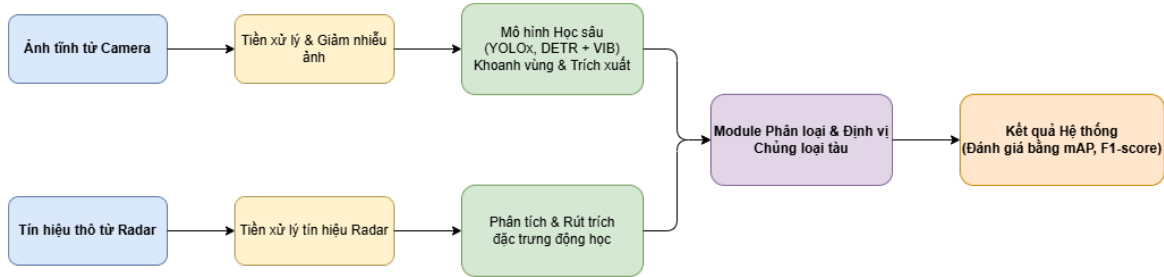 Ảnh tĩnh từ Camera
Tiền xử lý & Giảm nhiễu
ảnh
Mô hình Học sâu
(YOLOx, DETR + VIB)
Khoanh vùng & Trích xuất
Module Phân loại & Định vị
Chủng loại tàu
Kết quả Hệ thống
(Đánh giá bằng mAP, F1-score)
Tín hiệu thô từ Radar
Tiền xử lý tín hiệu Radar
Phân tích & Rút trích
đặc trưng động học